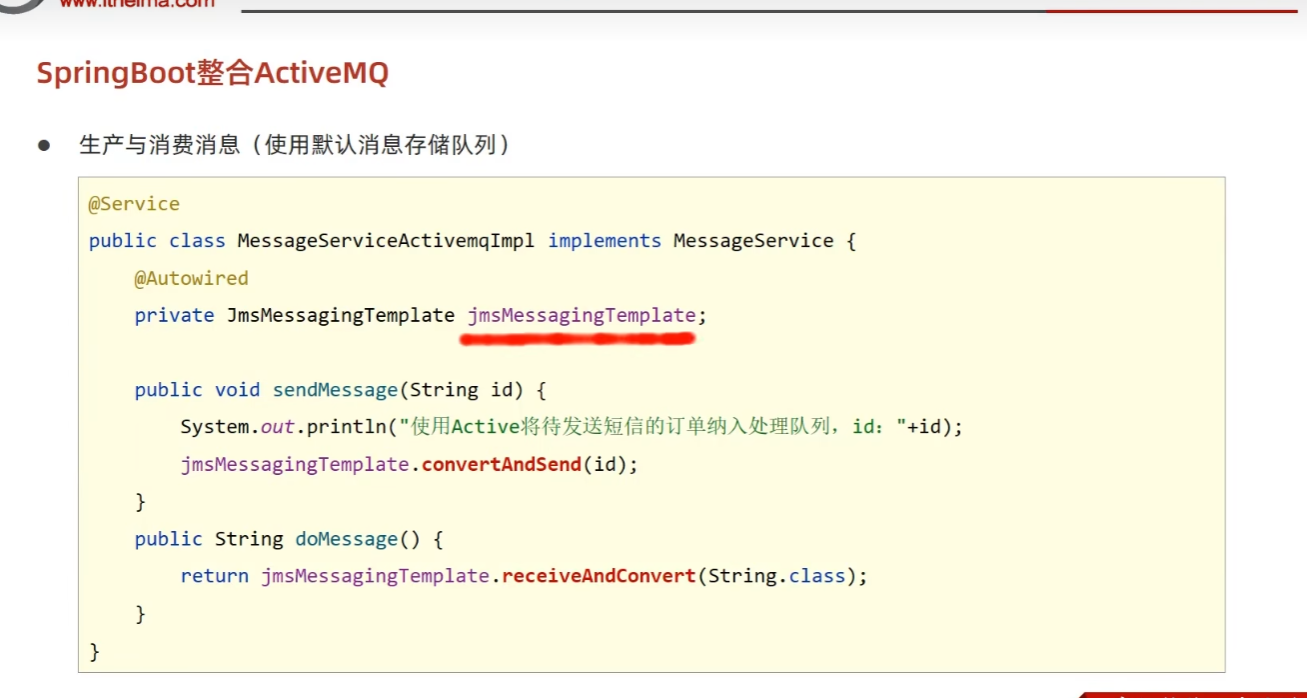 www.itheima.com
SpringBoot整合ActiveMQ
● 生产与消费消息（使用默认消息存储队列）
@Service
public class MessageServiceActivemqImpl implements MessageService {
@Autowired
private JmsMessagingTemplate jmsMessagingTemplate;
public void sendMessage(String id) {
System.out.println("使用Active将待发送短信的订单纳入处理队列，id："+id);
jmsMessagingTemplate.convertAndSend(id);
}
public String doMessage() {
return jmsMessagingTemplate.receiveAndConvert(String.class);
}
}